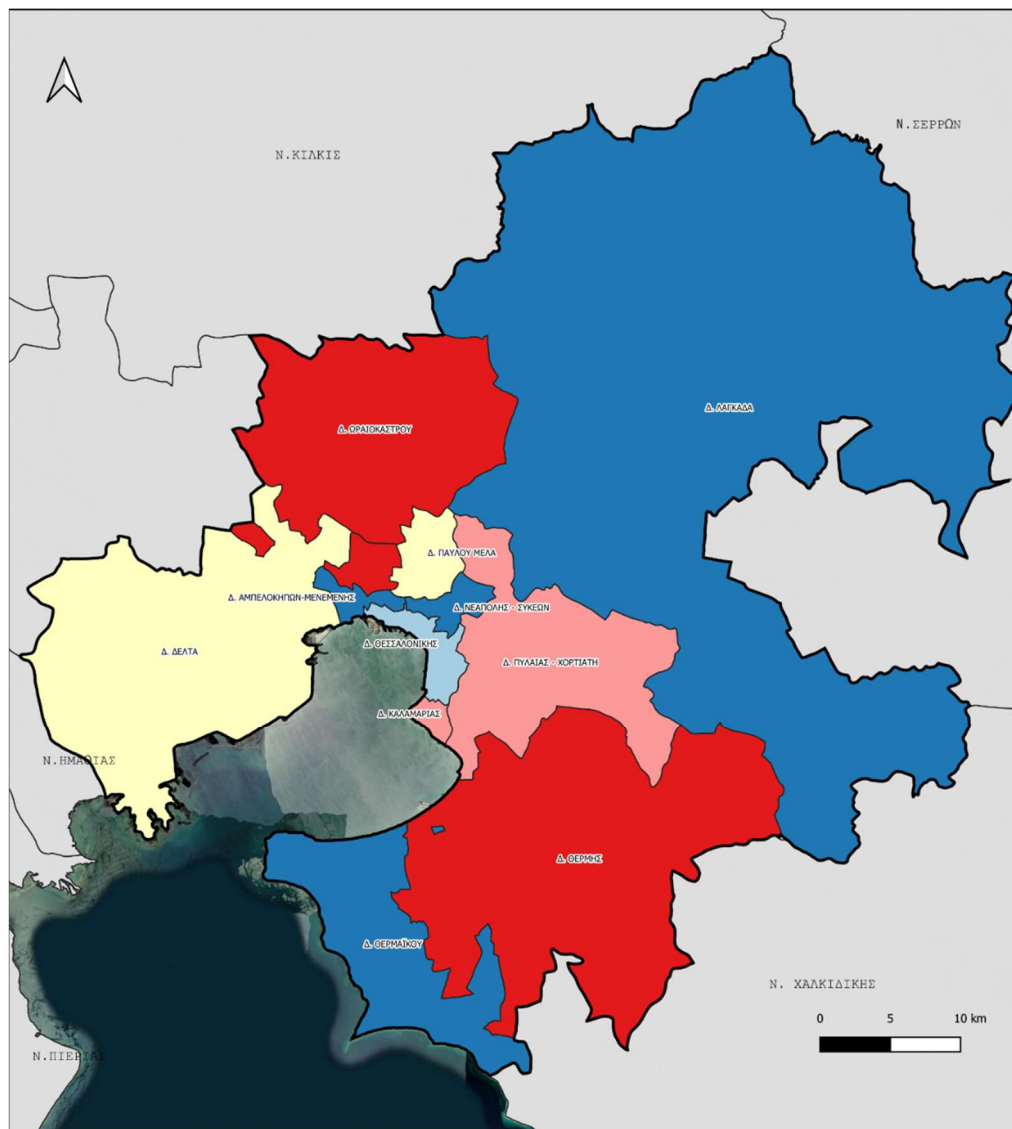 Ν.ΣΕΡΡΩΝ
Ν.ΚΙΛΚΙΣ
Δ. ΛΑΓΚΑΔΑ
Δ. ΩΡΑΙΟΚΑΣΤΡΟΥ
Δ. ΠΑΥΛΟΥ ΜΕΛΑ
Δ. ΑΜΠΕΛΟΚΗΠΩΝ-ΜΕΝΕΜΕΝΗΣ
Δ. ΝΕΑΠΟΛΗΣ - ΣΥΚΕΩΝ
Δ. ΘΕΣΣΑΛΟΝΙΚΗΣ
Δ. ΔΕΛΤΑ
Δ. ΠΥΛΑΙΑΣ - ΧΟΡΤΙΑΤΗ
Δ. ΚΑΛΑΜΑΡΙΑΣ
Ν.ΗΜΑΘΙΑΣ
Δ. ΘΕΡΜΗΣ
Δ. ΘΕΡΜΑΪΚΟΥ
Ν. ΧΑΛΚΙΔΙΚΗΣ
0 5 10 km
Ν.ΠΙΕΡΙΑΣ